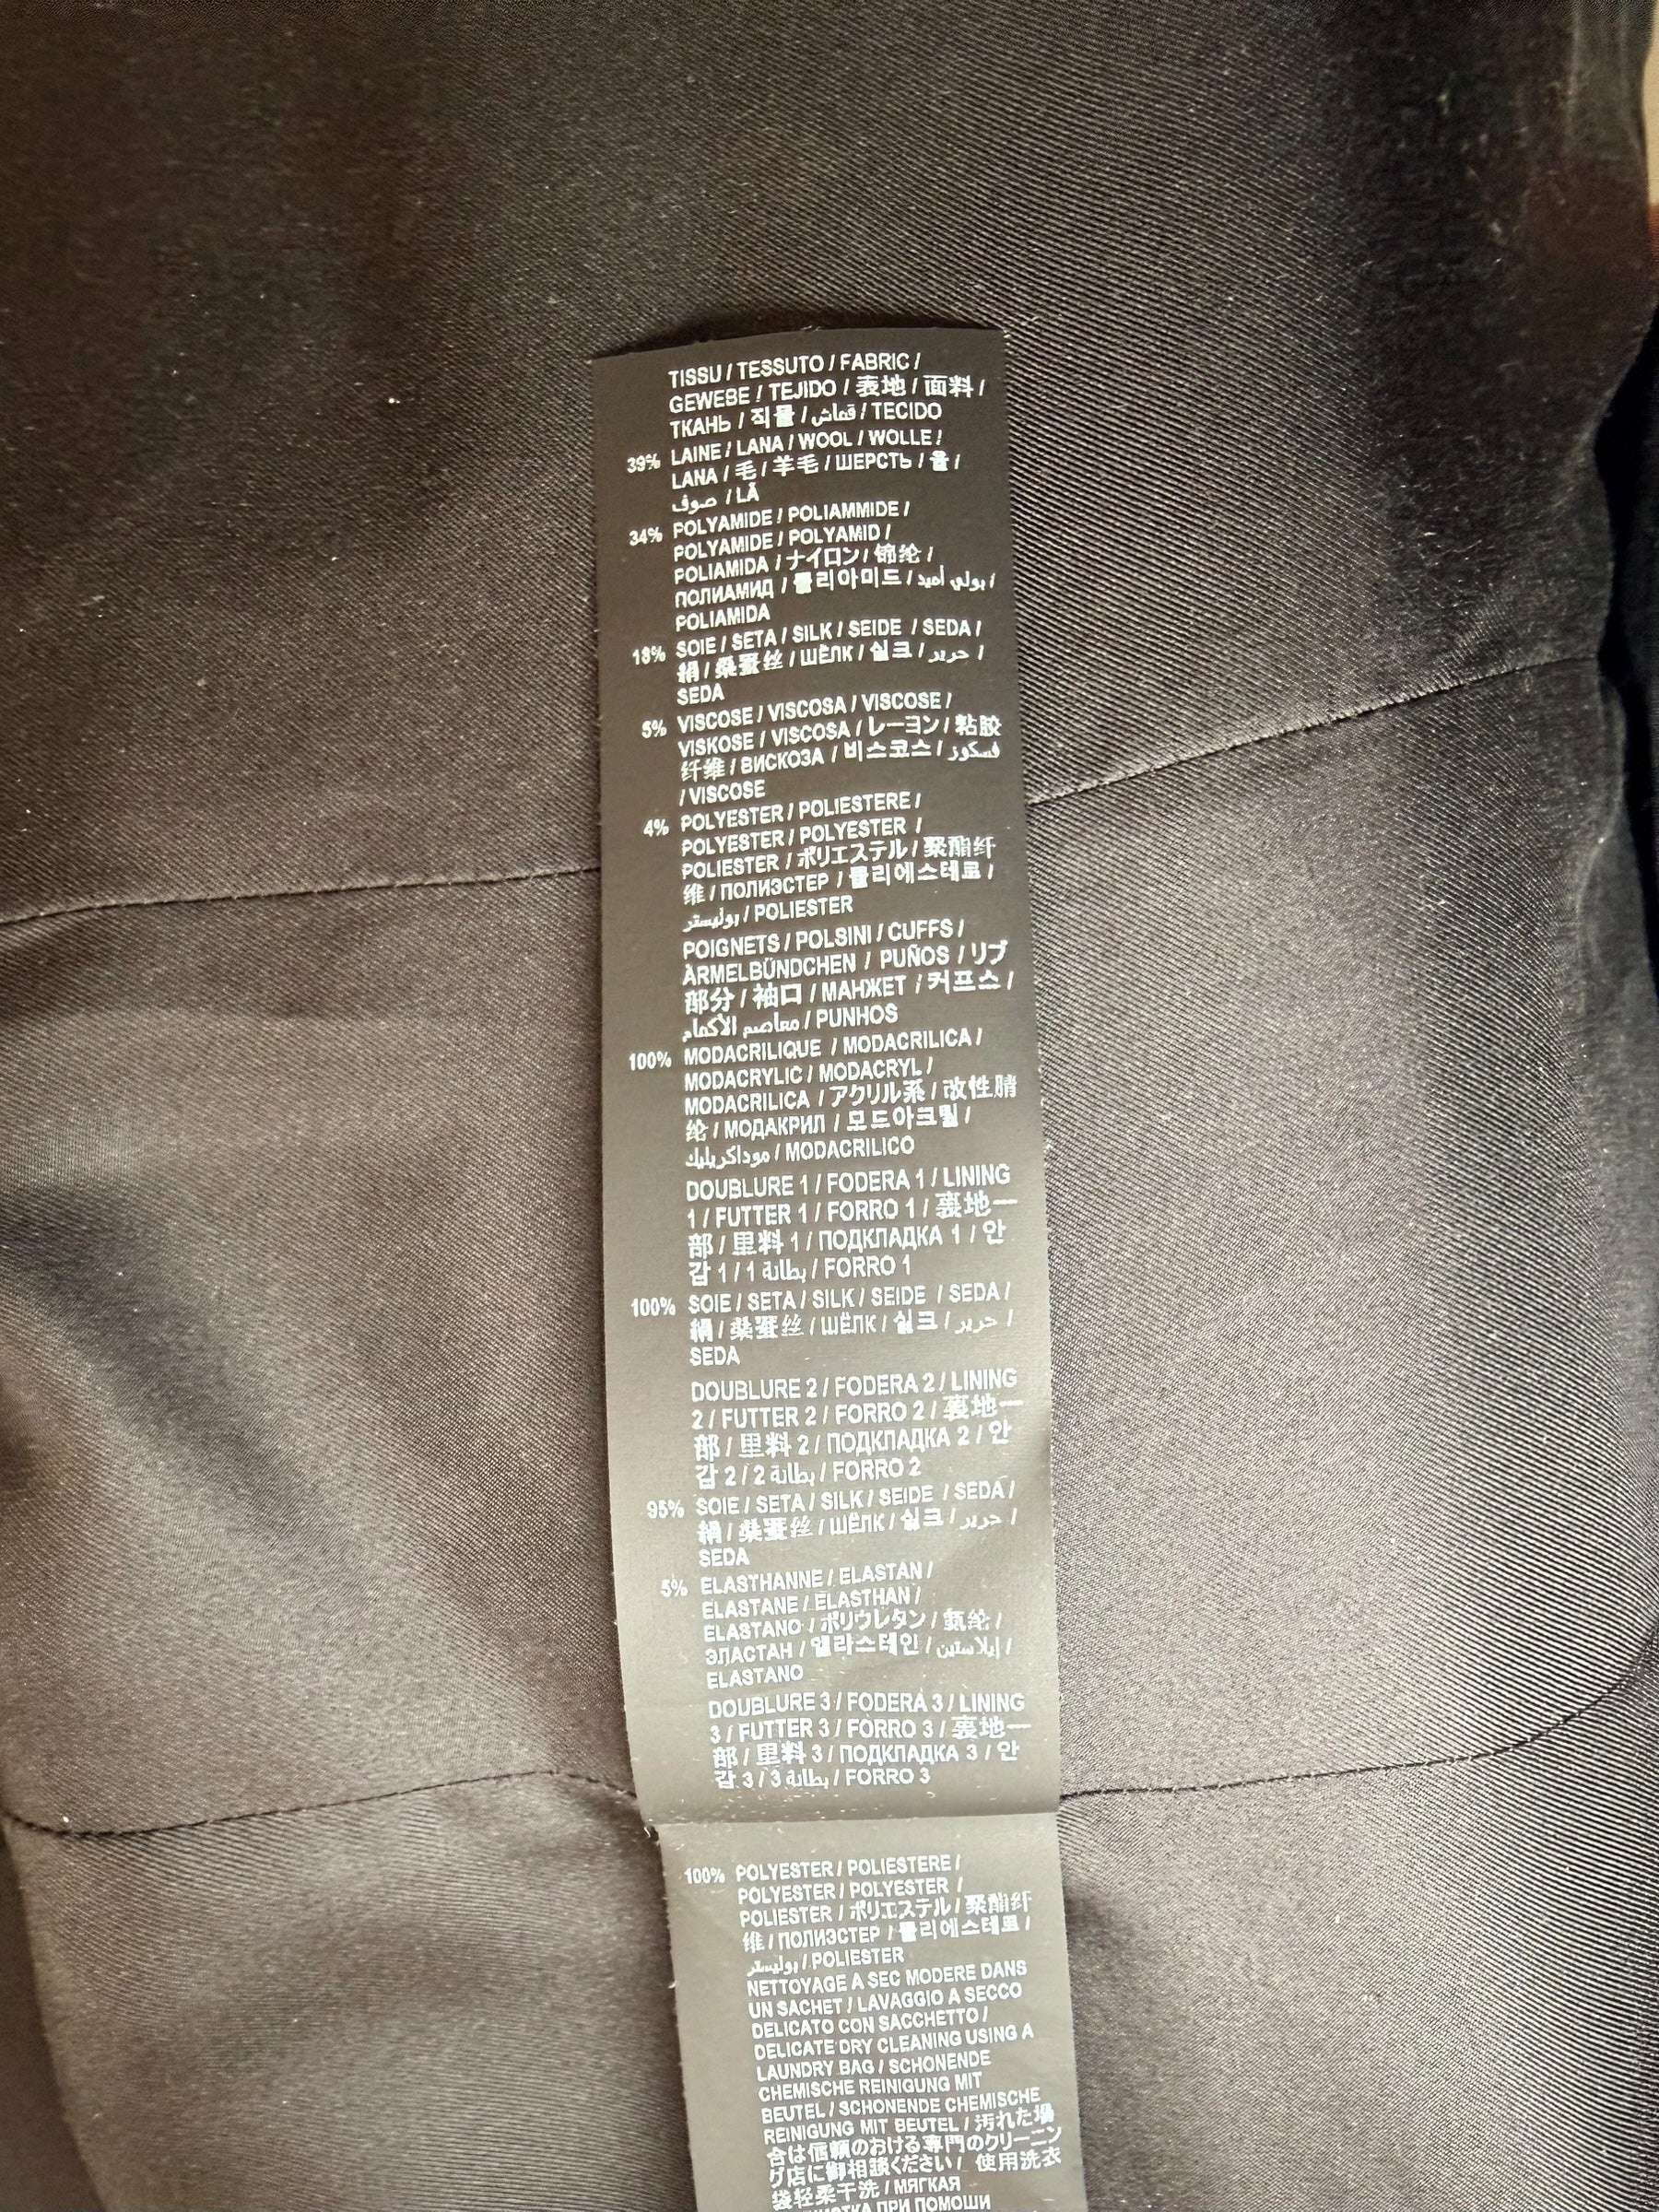 TISSU / TESSUTO / FABRIC /
GEWEBE / TEJIDO / 表地 / 面料 /
ТКАНЬ / 직물 / قماش / TECIDO
39% LAINE / LANA / WOOL / WOLLE /
LANA / 毛 / 羊毛 / ШЕРСТЬ / 울 /
صوف / LÃ
34% POLYAMIDE / POLIAMMIDE /
POLYAMIDE / POLYAMID /
POLIAMIDA / ナイロン / 锦纶 /
ПОЛИАМИД / 폴리아미드 / بولي أميد /
POLIAMIDA
18% SOIE / SETA / SILK / SEIDE / SEDA /
絹 / 桑蚕丝 / ШЁЛК / 실크 / حرير /
SEDA
5% VISCOSE / VISCOSA / VISCOSE /
VISKOSE / VISCOSA / レーヨン / 粘胶
纤维 / ВИСКОЗА / 비스코스 / فسكوز
/ VISCOSE
4% POLYESTER / POLIESTERE /
POLYESTER / POLYESTER /
POLIESTER / ポリエステル / 聚酯纤
维 / ПОЛИЭСТЕР / 폴리에스테르 /
بوليستر / POLIESTER
POIGNETS / POLSINI / CUFFS /
ÄRMELBÜNDCHEN / PUÑOS / リブ
部分 / 袖口 / МАНЖЕТ / 커프스 /
معاصم الأكمام / PUNHOS
100% MODACRILIQUE / MODACRILICA /
MODACRYLIC / MODACRYL /
MODACRILICA / アクリル系 / 改性腈
纶 / МОДАКРИЛ / 모드아크릴 /
موداكريليك / MODACRILICO
DOUBLURE 1 / FODERA 1 / LINING
1 / FUTTER 1 / FORRO 1 / 裏地一
部 / 里料 1 / ПОДКЛАДКА 1 / 안
감 1 / بطانة 1 / FORRO 1
100% SOIE / SETA / SILK / SEIDE / SEDA /
絹 / 桑蚕丝 / ШЁЛК / 실크 / حرير /
SEDA
DOUBLURE 2 / FODERA 2 / LINING
2 / FUTTER 2 / FORRO 2 / 裏地一
部 / 里料 2 / ПОДКЛАДКА 2 / 안
감 2 / بطانة 2 / FORRO 2
95% SOIE / SETA / SILK / SEIDE / SEDA /
絹 / 桑蚕丝 / ШЁЛК / 실크 / حرير /
SEDA
5% ELASTHANNE / ELASTAN /
ELASTANE / ELASTHAN /
ELASTANO / ポリウレタン / 氨纶 /
ЭЛАСТАН / 엘라스테인 / إيلاستين /
ELASTANO
DOUBLURE 3 / FODERA 3 / LINING
3 / FUTTER 3 / FORRO 3 / 裏地一
部 / 里料 3 / ПОДКЛАДКА 3 / 안
감 3 / بطانة 3 / FORRO 3
100% POLYESTER / POLIESTERE /
POLYESTER / POLYESTER /
POLIESTER / ポリエステル / 聚酯纤
维 / ПОЛИЭСТЕР / 폴리에스테르 /
بوليستر / POLIESTER
NETTOYAGE A SEC MODERE DANS
UN SACHET / LAVAGGIO A SECCO
DELICATO CON SACCHETTO /
DELICATE DRY CLEANING USING A
LAUNDRY BAG / SCHONENDE
CHEMISCHE REINIGUNG MIT
BEUTEL / SCHONENDE CHEMISCHE
REINIGUNG MIT BEUTEL / 汚れた場
合は信頼のおける専門のクリーニン
グ店に御相談ください / 使用洗衣
袋轻柔干洗 / МЯГКАЯ
ЧИСТКА ПРИ ПОМОЩИ